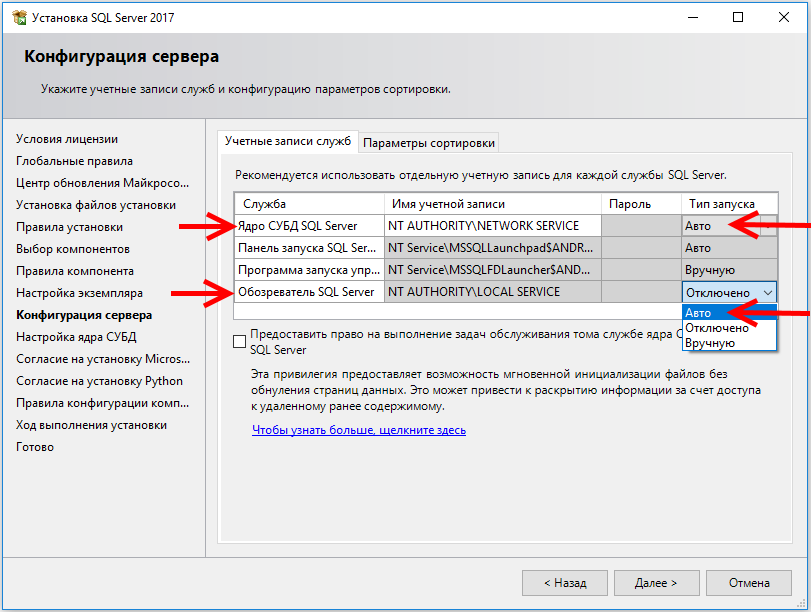 Установка SQL Server 2017
Конфигурация сервера
Укажите учетные записи служб и конфигурацию параметров сортировки.
Условия лицензии
Глобальные правила
Центр обновления Майкросо...
Установка файлов установки
Правила установки
Выбор компонентов
Правила компонента
Настройка экземпляра
Конфигурация сервера
Настройка ядра СУБД
Согласие на установку Micros...
Согласие на установку Python
Правила конфигурации комп...
Ход выполнения установки
Готово
Учетные записи служб Параметры сортировки
Рекомендуется использовать отдельную учетную запись для каждой службы SQL Server.
Служба Имя учетной записи Пароль Тип запуска
Ядро СУБД SQL Server NT AUTHORITY\NETWORK SERVICE Авто
Панель запуска SQL Ser... NT Service\MSSQLLaunchpad$ANDR... Авто
Программа запуска упр... NT Service\MSSQLFDLauncher$AND... Вручную
Обозреватель SQL Server NT AUTHORITY\LOCAL SERVICE Отключено
Авто
Отключено
Вручную
Предоставить право на выполнение задач обслуживания тома службе ядра
SQL Server
Эта привилегия предоставляет возможность мгновенной инициализации файлов без
обнуления страниц данных. Это может привести к раскрытию информации за счет доступа
к удаленному ранее содержимому.
Чтобы узнать больше, щелкните здесь
< Назад Далее > Отмена